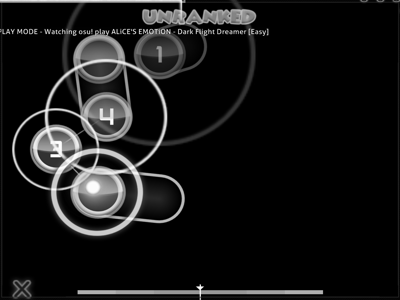 UNRANKED
PLAY MODE - Watching osu! play ALiCE'S EMOTiON - Dark Flight Dreamer [Easy]
1
4
3
X